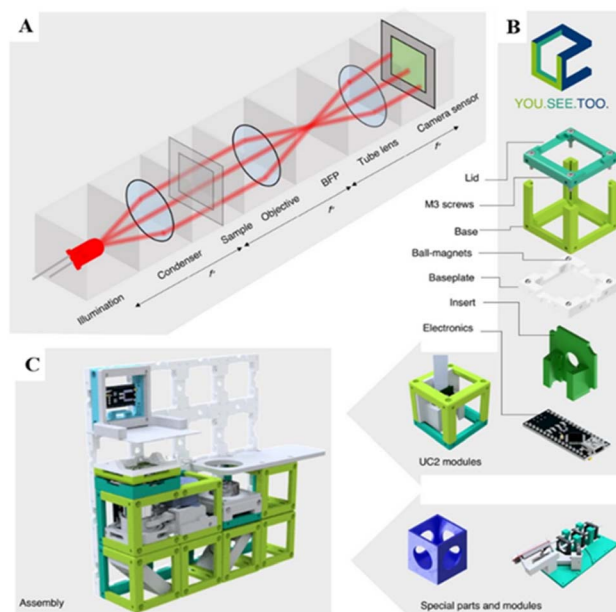 A
Illumination
Condenser
Sample
Objective
BFP
Tube lens
Camera sensor
B
YOU.SEE.TOO.
Lid
M3 screws
Base
Ball-magnets
Baseplate
Insert
Electronics
UC2 modules
Special parts and modules
C
Assembly